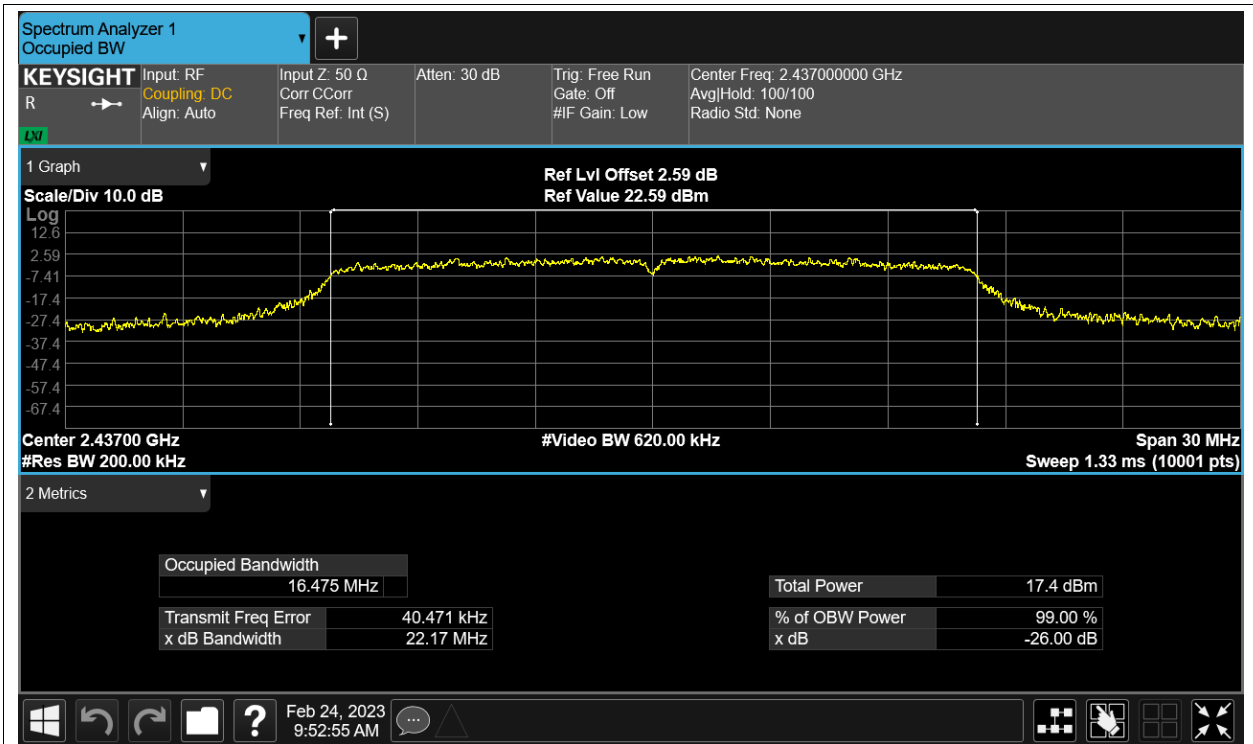 Spectrum Analyzer 1
Occupied BW
KEYSIGHT
R
LXI
Input: RF
Coupling: DC
Align: Auto
Input Z: 50 Ω
Corr CCorr
Freq Ref: Int (S)
Atten: 30 dB
Trig: Free Run
Gate: Off
#IF Gain: Low
Center Freq: 2.437000000 GHz
Avg|Hold: 100/100
Radio Std: None
1 Graph
Scale/Div 10.0 dB
Ref Lvl Offset 2.59 dB
Ref Value 22.59 dBm
Log
12.6
2.59
-7.41
-17.4
-27.4
-37.4
-47.4
-57.4
-67.4
Center 2.43700 GHz
#Res BW 200.00 kHz
#Video BW 620.00 kHz
Span 30 MHz
Sweep 1.33 ms (10001 pts)
2 Metrics
Occupied Bandwidth
16.475 MHz
Transmit Freq Error 40.471 kHz
x dB Bandwidth 22.17 MHz
Total Power 17.4 dBm
% of OBW Power 99.00 %
x dB -26.00 dB
?
Feb 24, 2023
9:52:55 AM